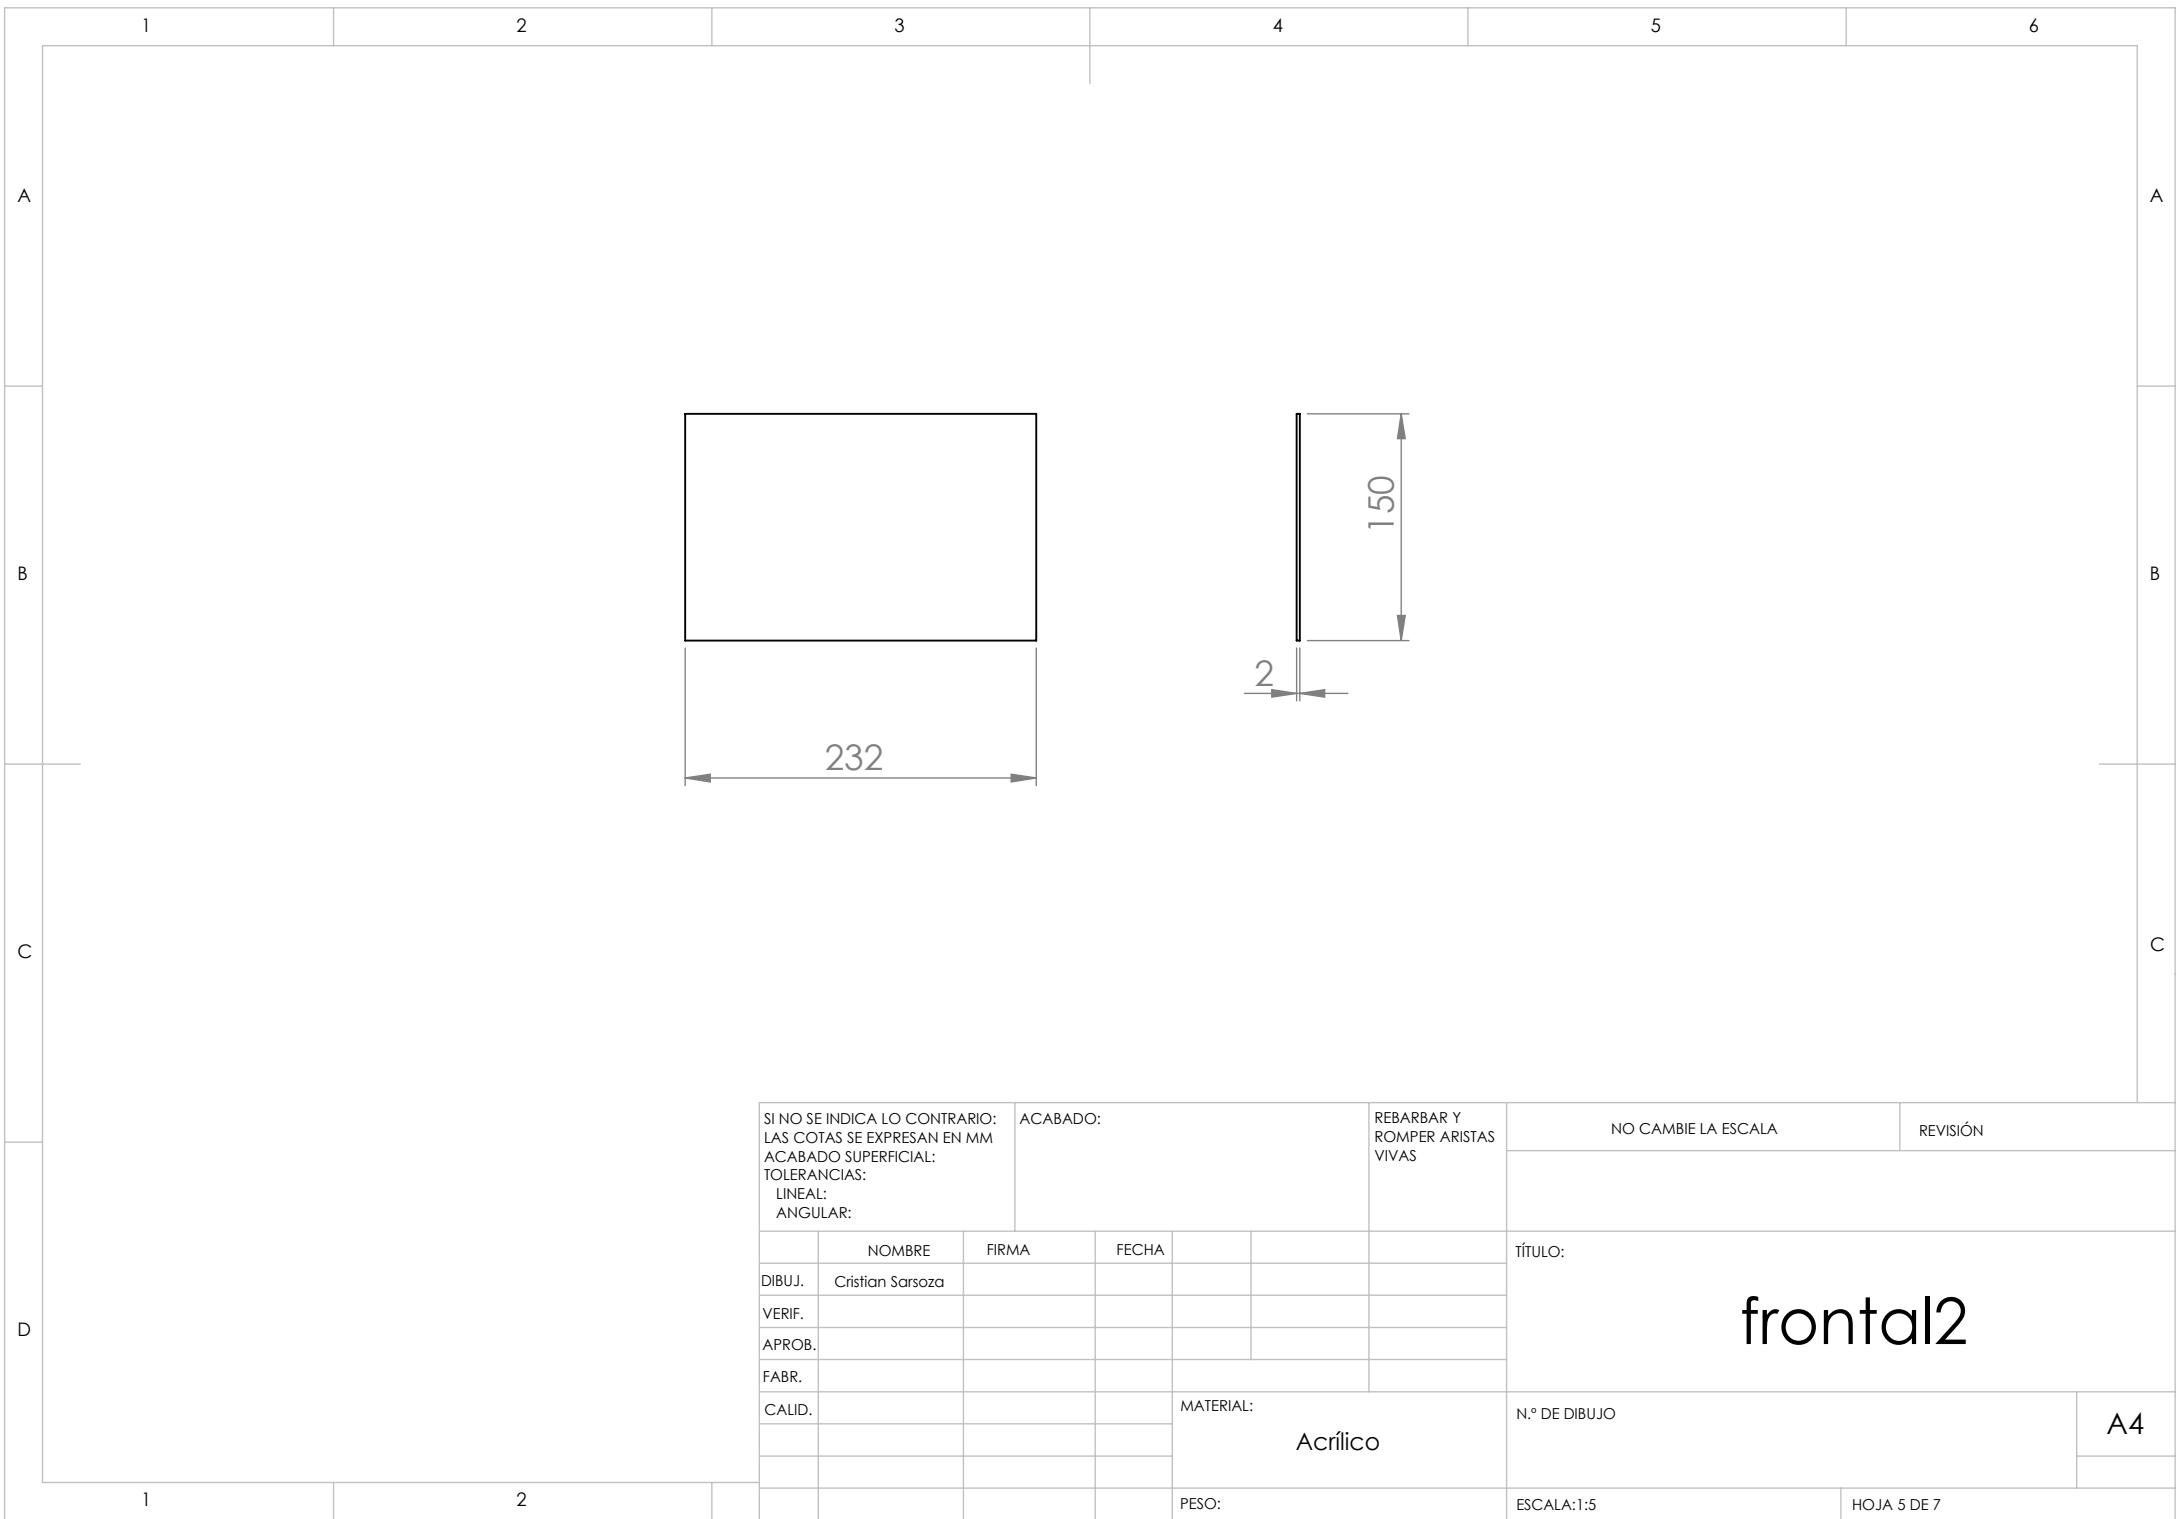 1 2 3 4 5 6
A A
150
B B
2
232
C C
SI NO SE INDICA LO CONTRARIO:
LAS COTAS SE EXPRESAN EN MM
ACABADO SUPERFICIAL:
TOLERANCIAS:
LINEAL:
ANGULAR:
ACABADO:
REBARBAR Y
ROMPER ARISTAS
VIVAS
NO CAMBIE LA ESCALA
REVISIÓN
NOMBRE FIRMA FECHA
DIBUJ. Cristian Sarsoza
VERIF.
APROB.
FABR.
CALID.
TÍTULO:
frontal2
D
MATERIAL:
Acrílico
N.º DE DIBUJO
A4
PESO:
ESCALA:1:5
HOJA 5 DE 7
1 2